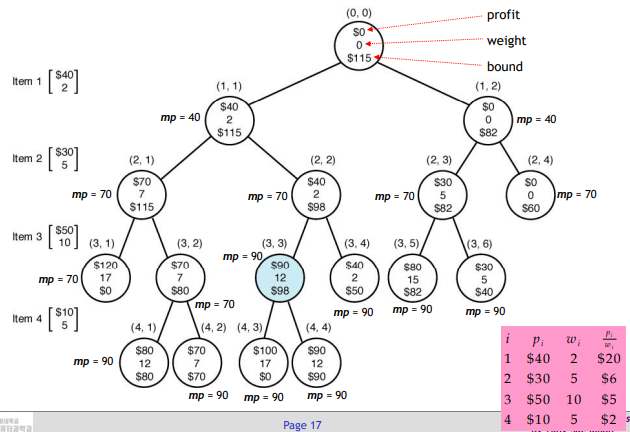 (0, 0)
profit
$0
0
weight
$115
bound
Item 1 [$40 2]
(1, 1)
(1, 2)
mp = 40
$40
2
$115
$0
0
$82
mp = 40
Item 2 [$30 5]
(2, 1)
(2, 2)
(2, 3)
(2, 4)
mp = 70
$70
7
$115
mp = 70
$40
2
$98
mp = 70
$30
5
$82
$0
0
$60
mp = 70
Item 3 [$50 10]
(3, 1)
(3, 2)
(3, 3)
(3, 4)
(3, 5)
(3, 6)
mp = 70
$120
17
$0
$70
7
$80
mp = 70
mp = 90
$90
12
$98
$40
2
$50
mp = 90
$80
15
$82
mp = 90
$30
5
$40
mp = 90
Item 4 [$10 5]
(4, 1)
(4, 2)
(4, 3)
(4, 4)
mp = 90
$80
12
$80
$70
7
$70
mp = 90
$100
17
$0
mp = 90
$90
12
$90
mp = 90
i pᵢ wᵢ pᵢ/wᵢ
1 $40 2 $20
2 $30 5 $6
3 $50 10 $5
4 $10 5 $2
Page 17